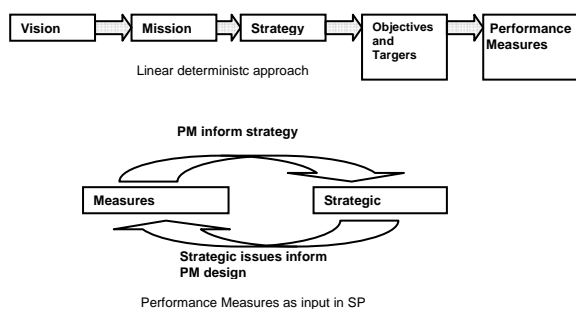 Vision
Mission
Strategy
Objectives
and
Targers
Performance
Measures
Linear deterministc approach
PM inform strategy
Measures
Strategic
Strategic issues inform
PM design
Performance Measures as input in SP